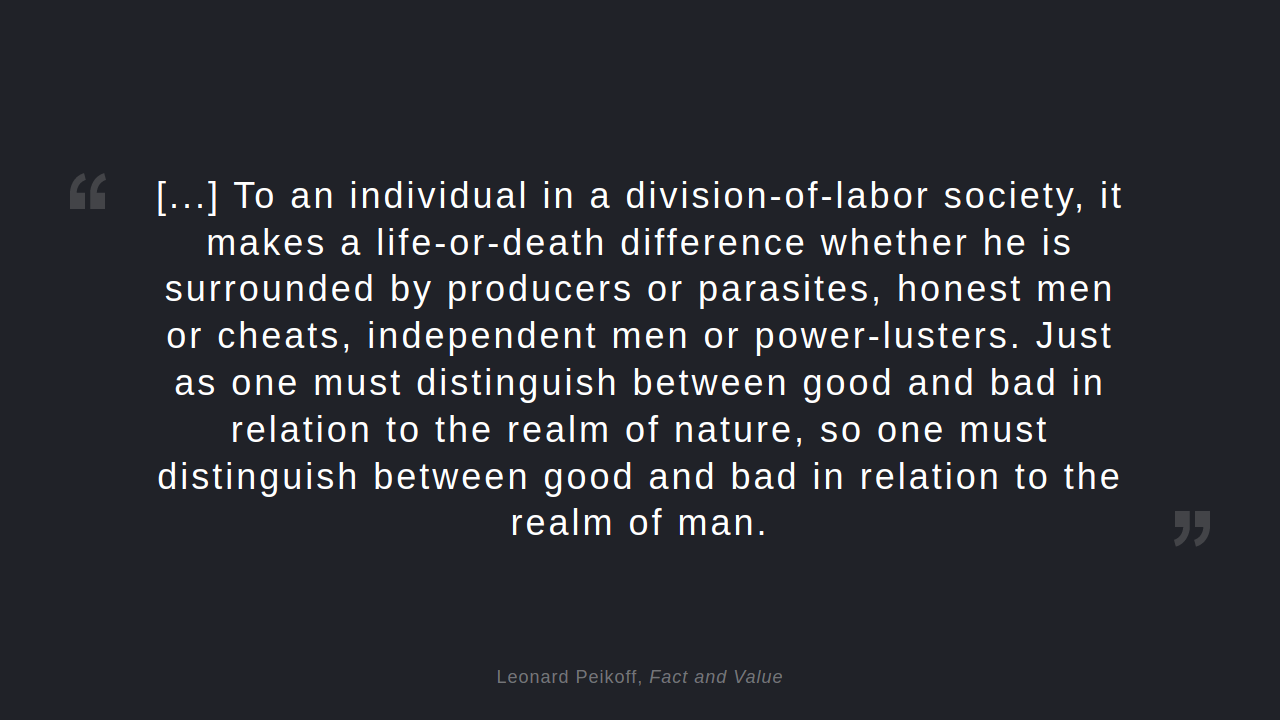 “ [...] To an individual in a division-of-labor society, it
makes a life-or-death difference whether he is
surrounded by producers or parasites, honest men
or cheats, independent men or power-lusters. Just
as one must distinguish between good and bad in
relation to the realm of nature, so one must
distinguish between good and bad in relation to the
realm of man. ”
Leonard Peikoff, Fact and Value